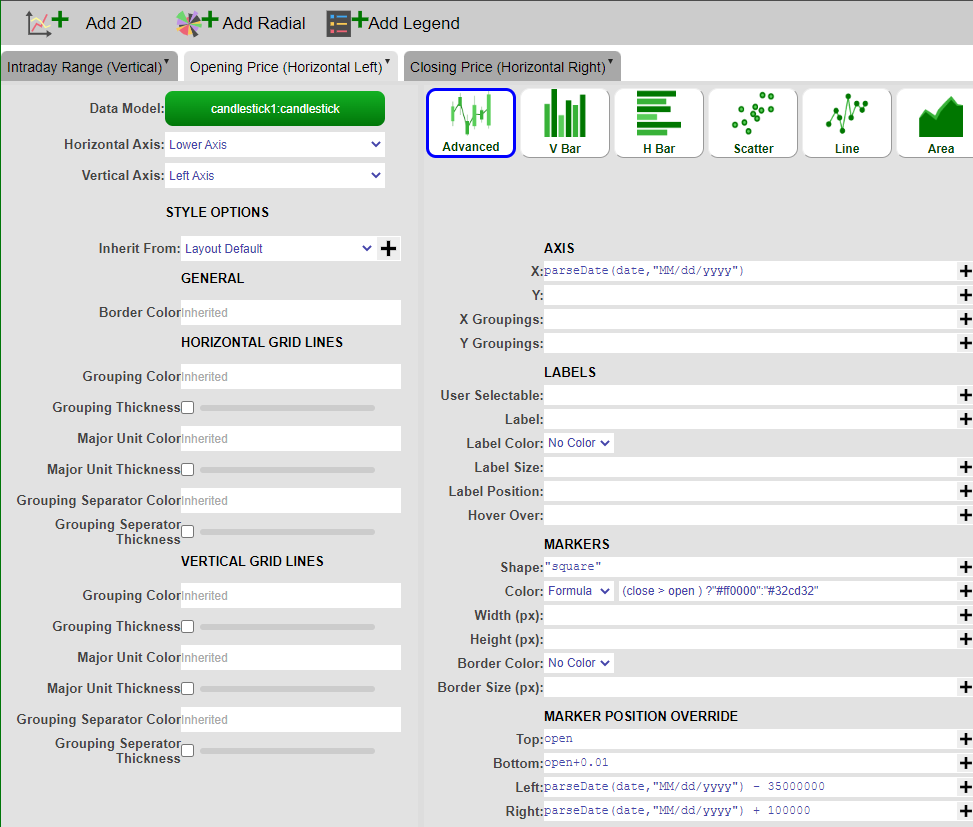 Add 2D
Add Radial
Add Legend
Intraday Range (Vertical)
Opening Price (Horizontal Left)
Closing Price (Horizontal Right)
Data Model: candlestick1:candlestick
Horizontal Axis: Lower Axis
Vertical Axis: Left Axis
STYLE OPTIONS
Inherit From: Layout Default
GENERAL
Border Color Inherited
HORIZONTAL GRID LINES
Grouping Color Inherited
Grouping Thickness
Major Unit Color Inherited
Major Unit Thickness
Grouping Separator Color Inherited
Grouping Seperator
Thickness
VERTICAL GRID LINES
Grouping Color Inherited
Grouping Thickness
Major Unit Color Inherited
Major Unit Thickness
Grouping Separator Color Inherited
Grouping Seperator
Thickness
Advanced
V Bar
H Bar
Scatter
Line
Area
AXIS
X: parseDate(date,"MM/dd/yyyy")
Y:
X Groupings:
Y Groupings:
LABELS
User Selectable:
Label:
Label Color: No Color
Label Size:
Label Position:
Hover Over:
MARKERS
Shape: "square"
Color: Formula (close > open ) ?"#ff0000":"#32cd32"
Width (px):
Height (px):
Border Color: No Color
Border Size (px):
MARKER POSITION OVERRIDE
Top: open
Bottom: open+0.01
Left: parseDate(date,"MM/dd/yyyy") - 35000000
Right: parseDate(date,"MM/dd/yyyy") + 100000